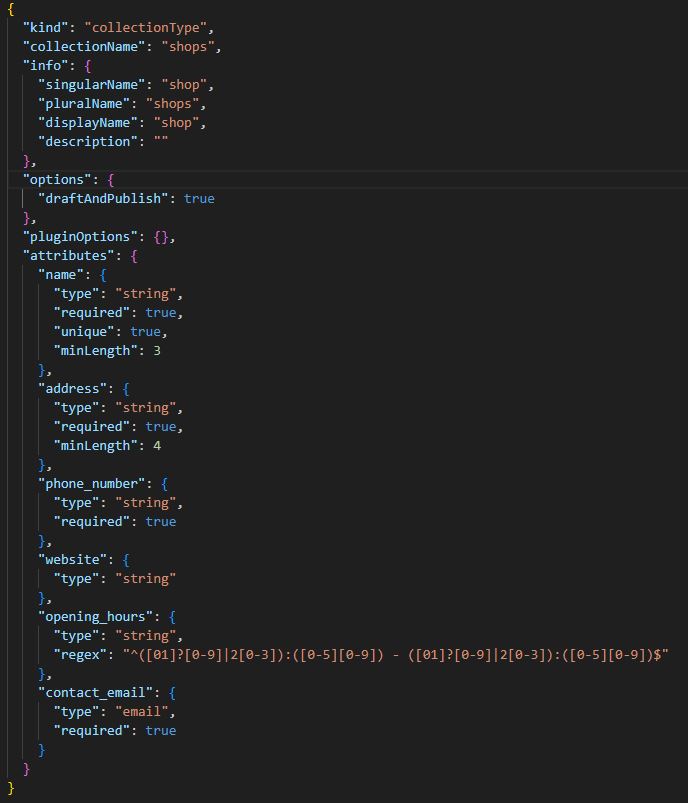 {
  "kind": "collectionType",
  "collectionName": "shops",
  "info": {
    "singularName": "shop",
    "pluralName": "shops",
    "displayName": "shop",
    "description": ""
  },
  "options": {
    "draftAndPublish": true
  },
  "pluginOptions": {},
  "attributes": {
    "name": {
      "type": "string",
      "required": true,
      "unique": true,
      "minLength": 3
    },
    "address": {
      "type": "string",
      "required": true,
      "minLength": 4
    },
    "phone_number": {
      "type": "string",
      "required": true
    },
    "website": {
      "type": "string"
    },
    "opening_hours": {
      "type": "string",
      "regex": "^([01]?[0-9]|2[0-3]):([0-5][0-9]) - ([01]?[0-9]|2[0-3]):([0-5][0-9])$"
    },
    "contact_email": {
      "type": "email",
      "required": true
    }
  }
}